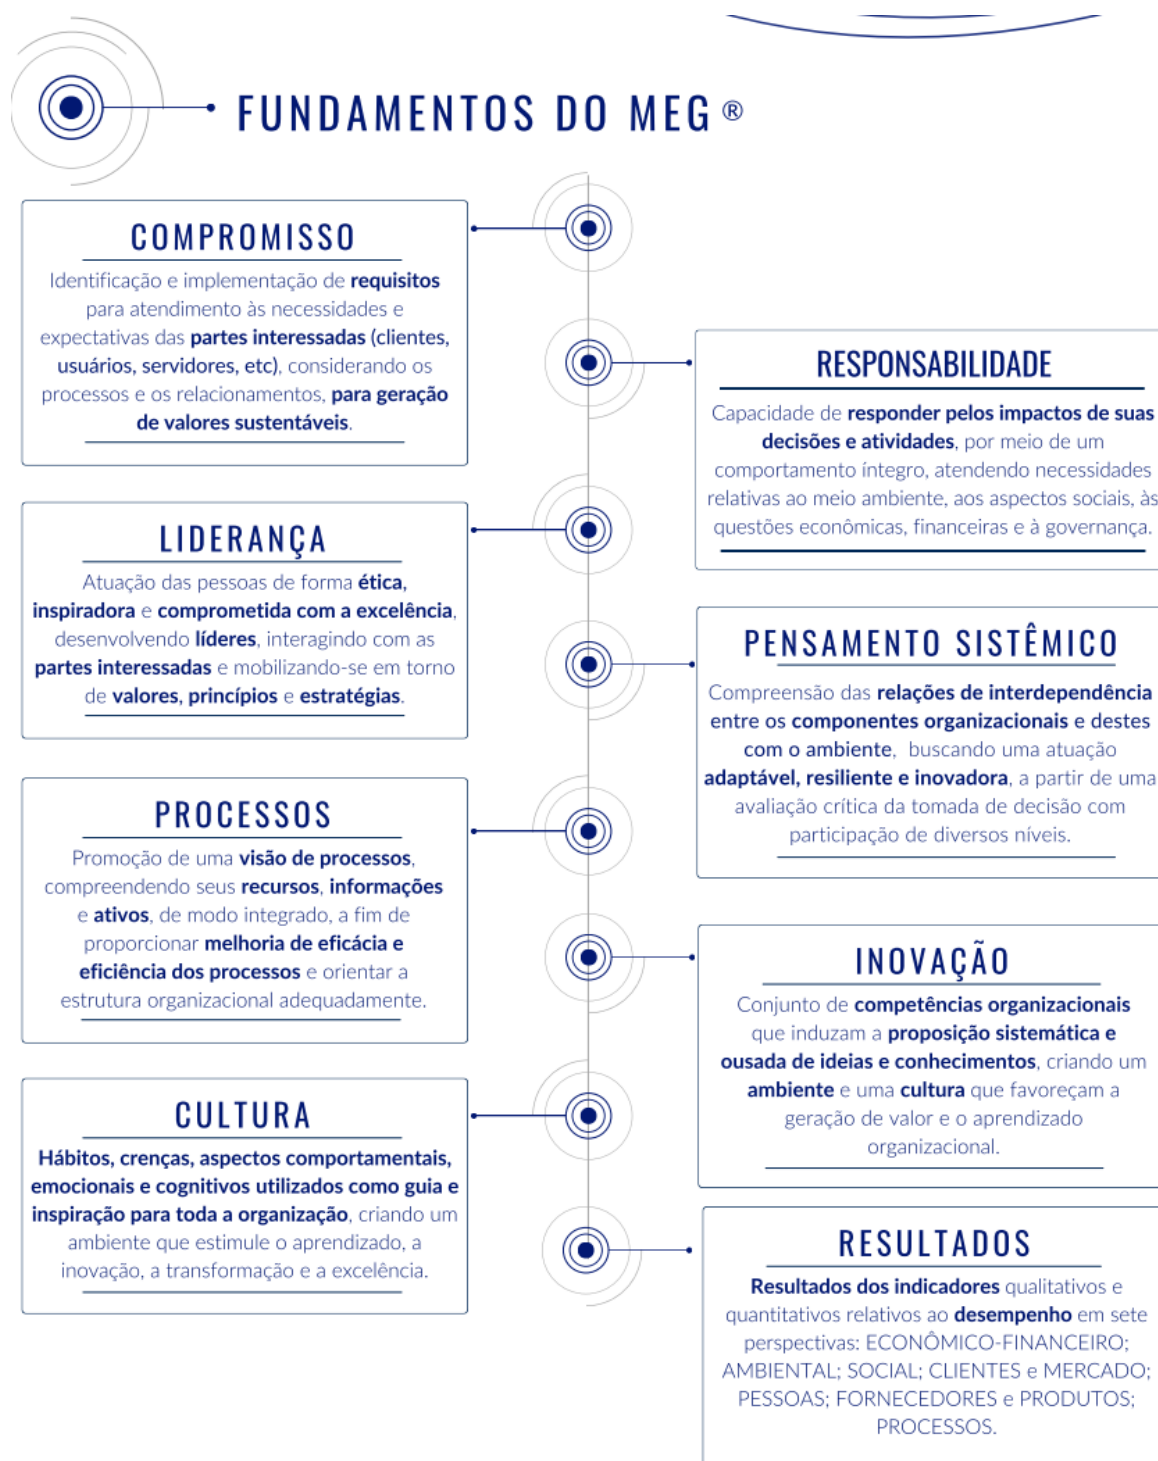 FUNDAMENTOS DO MEG ®
COMPROMISSO
Identificação e implementação de requisitos
para atendimento às necessidades e
expectativas das partes interessadas (clientes,
usuários, servidores, etc), considerando os
processos e os relacionamentos, para geração
de valores sustentáveis.
RESPONSABILIDADE
Capacidade de responder pelos impactos de suas
decisões e atividades, por meio de um
comportamento íntegro, atendendo necessidades
relativas ao meio ambiente, aos aspectos sociais, às
questões econômicas, financeiras e à governança.
LIDERANÇA
Atuação das pessoas de forma ética,
inspiradora e comprometida com a excelência,
desenvolvendo líderes, interagindo com as
partes interessadas e mobilizando-se em torno
de valores, princípios e estratégias.
PENSAMENTO SISTÊMICO
Compreensão das relações de interdependência
entre os componentes organizacionais e destes
com o ambiente, buscando uma atuação
adaptável, resiliente e inovadora, a partir de uma
avaliação crítica da tomada de decisão com
participação de diversos níveis.
PROCESSOS
Promoção de uma visão de processos,
compreendendo seus recursos, informações
e ativos, de modo integrado, a fim de
proporcionar melhoria de eficácia e
eficiência dos processos e orientar a
estrutura organizacional adequadamente.
INOVAÇÃO
Conjunto de competências organizacionais
que induzam a proposição sistemática e
ousada de ideias e conhecimentos, criando um
ambiente e uma cultura que favoreçam a
geração de valor e o aprendizado
organizacional.
CULTURA
Hábitos, crenças, aspectos comportamentais,
emocionais e cognitivos utilizados como guia e
inspiração para toda a organização, criando um
ambiente que estimule o aprendizado, a
inovação, a transformação e a excelência.
RESULTADOS
Resultados dos indicadores qualitativos e
quantitativos relativos ao desempenho em sete
perspectivas: ECONÔMICO-FINANCEIRO;
AMBIENTAL; SOCIAL; CLIENTES e MERCADO;
PESSOAS; FORNECEDORES e PRODUTOS;
PROCESSOS.